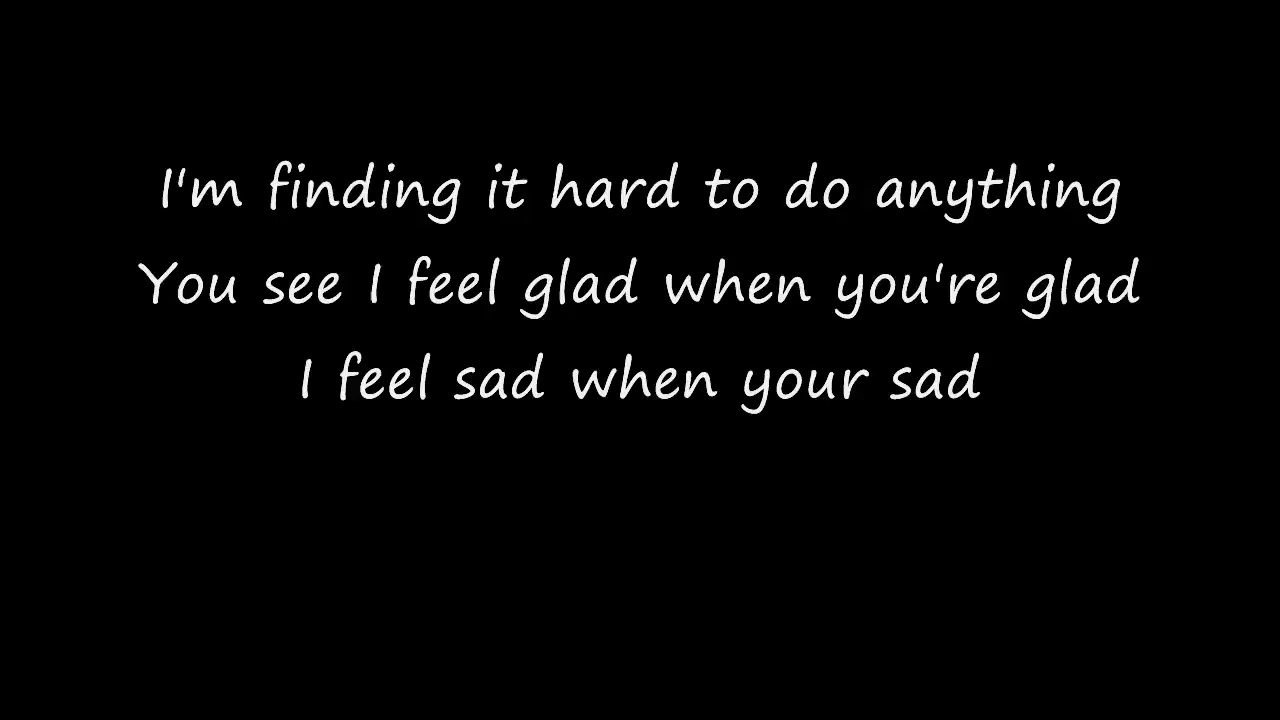 I'm finding it hard to do anything
You see I feel glad when you're glad
I feel sad when your sad